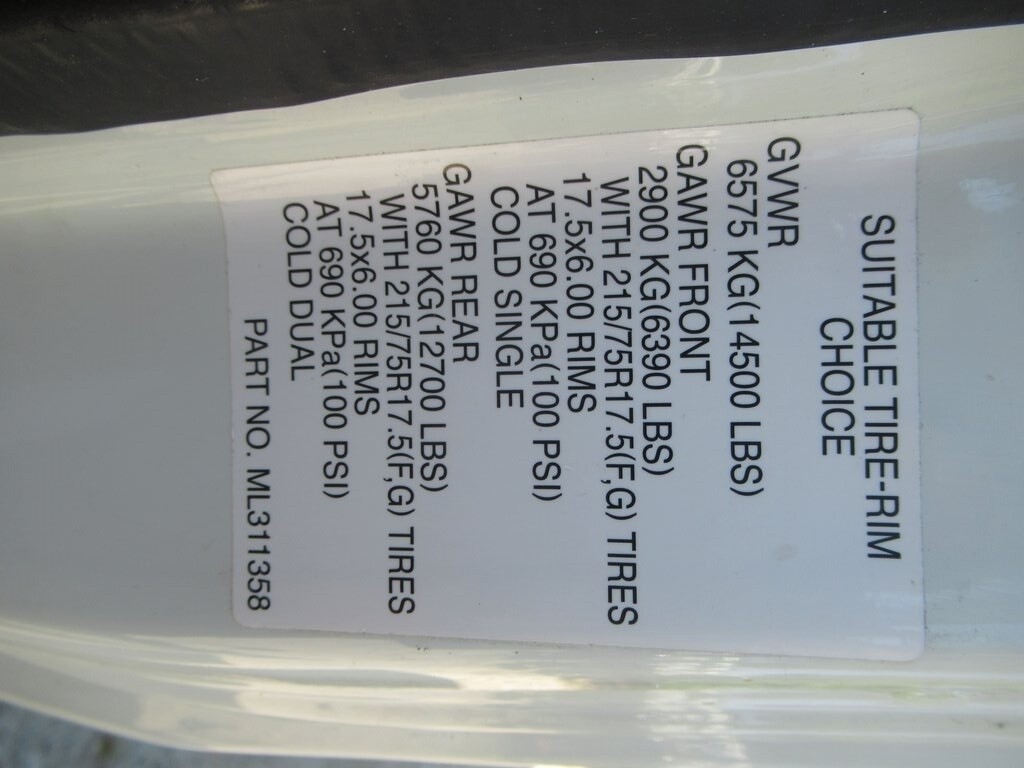 SUITABLE TIRE-RIM
CHOICE
GVWR
6575 KG(14500 LBS)
GAWR FRONT
2900 KG(6390 LBS)
WITH 215/75R17.5(F,G) TIRES
17.5x6.00 RIMS
AT 690 KPa(100 PSI)
COLD SINGLE
GAWR REAR
5760 KG(12700 LBS)
WITH 215/75R17.5(F,G) TIRES
17.5x6.00 RIMS
AT 690 KPa(100 PSI)
COLD DUAL
PART NO. ML311358